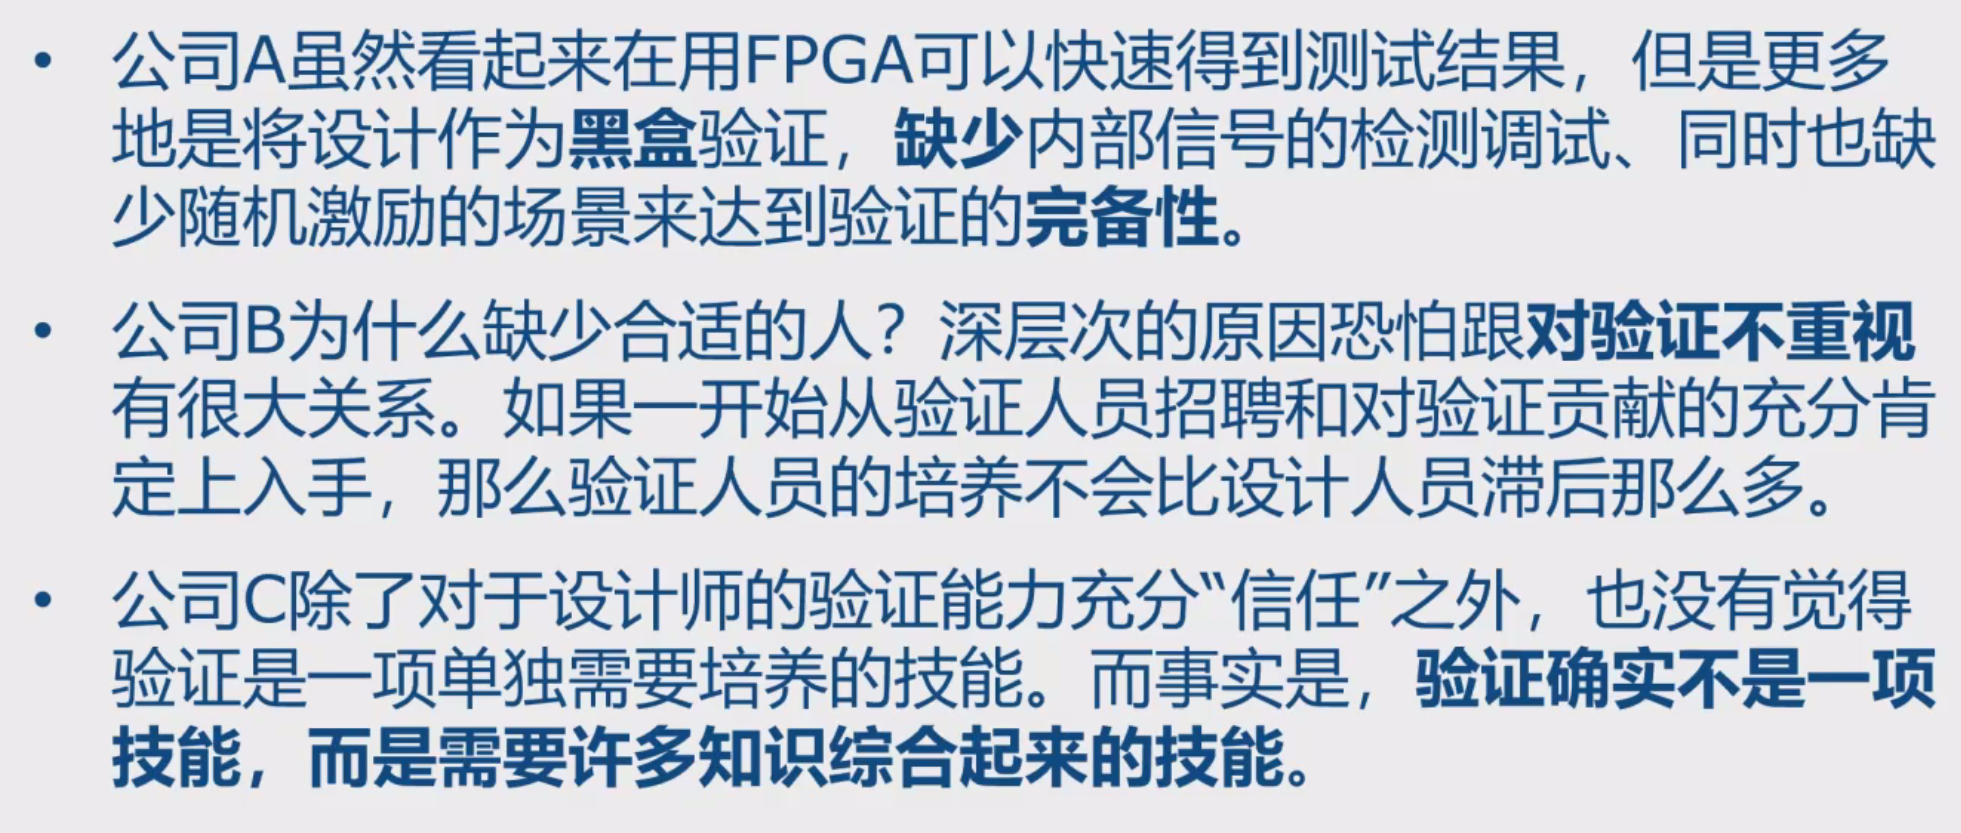 • 公司A虽然看起来在用FPGA可以快速得到测试结果，但是更多
地是将设计作为黑盒验证，缺少内部信号的检测调试、同时也缺
少随机激励的场景来达到验证的完备性。
• 公司B为什么缺少合适的人？深层次的原因恐怕跟对验证不重视
有很大关系。如果一开始从验证人员招聘和对验证贡献的充分肯
定上入手，那么验证人员的培养不会比设计人员滞后那么多。
• 公司C除了对于设计师的验证能力充分“信任”之外，也没有觉得
验证是一项单独需要培养的技能。而事实是，验证确实不是一项
技能，而是需要许多知识综合起来的技能。